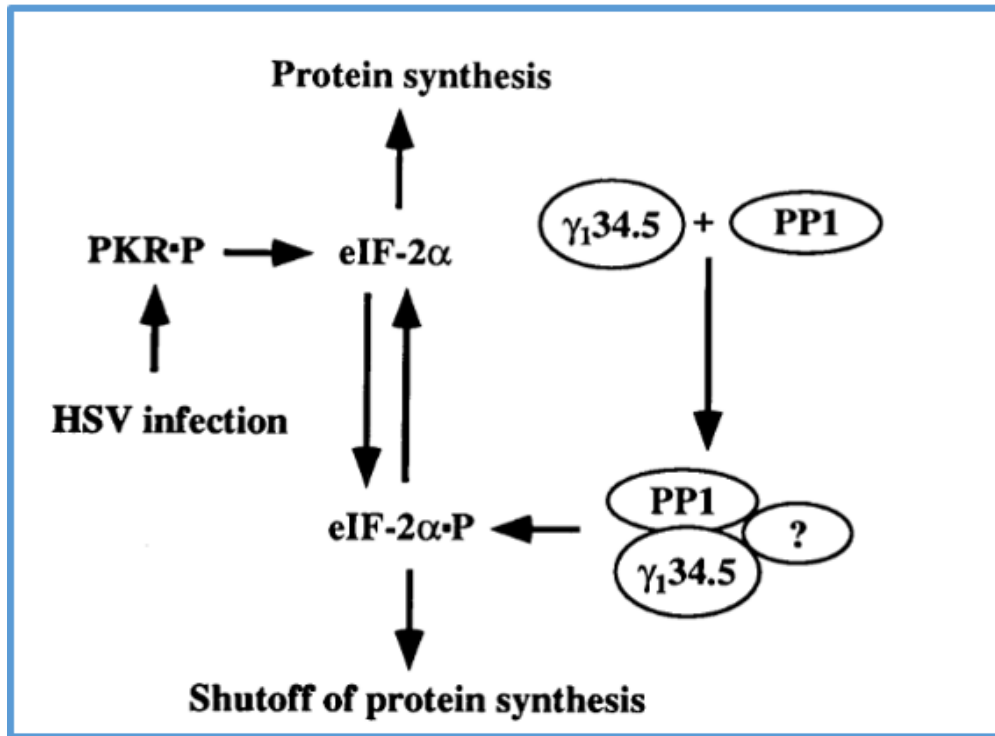 Protein synthesis
γ₁34.5 + PP1
PKR▪P eIF-2α
HSV infection
PP1
?
eIF-2α▪P
γ₁34.5
Shutoff of protein synthesis